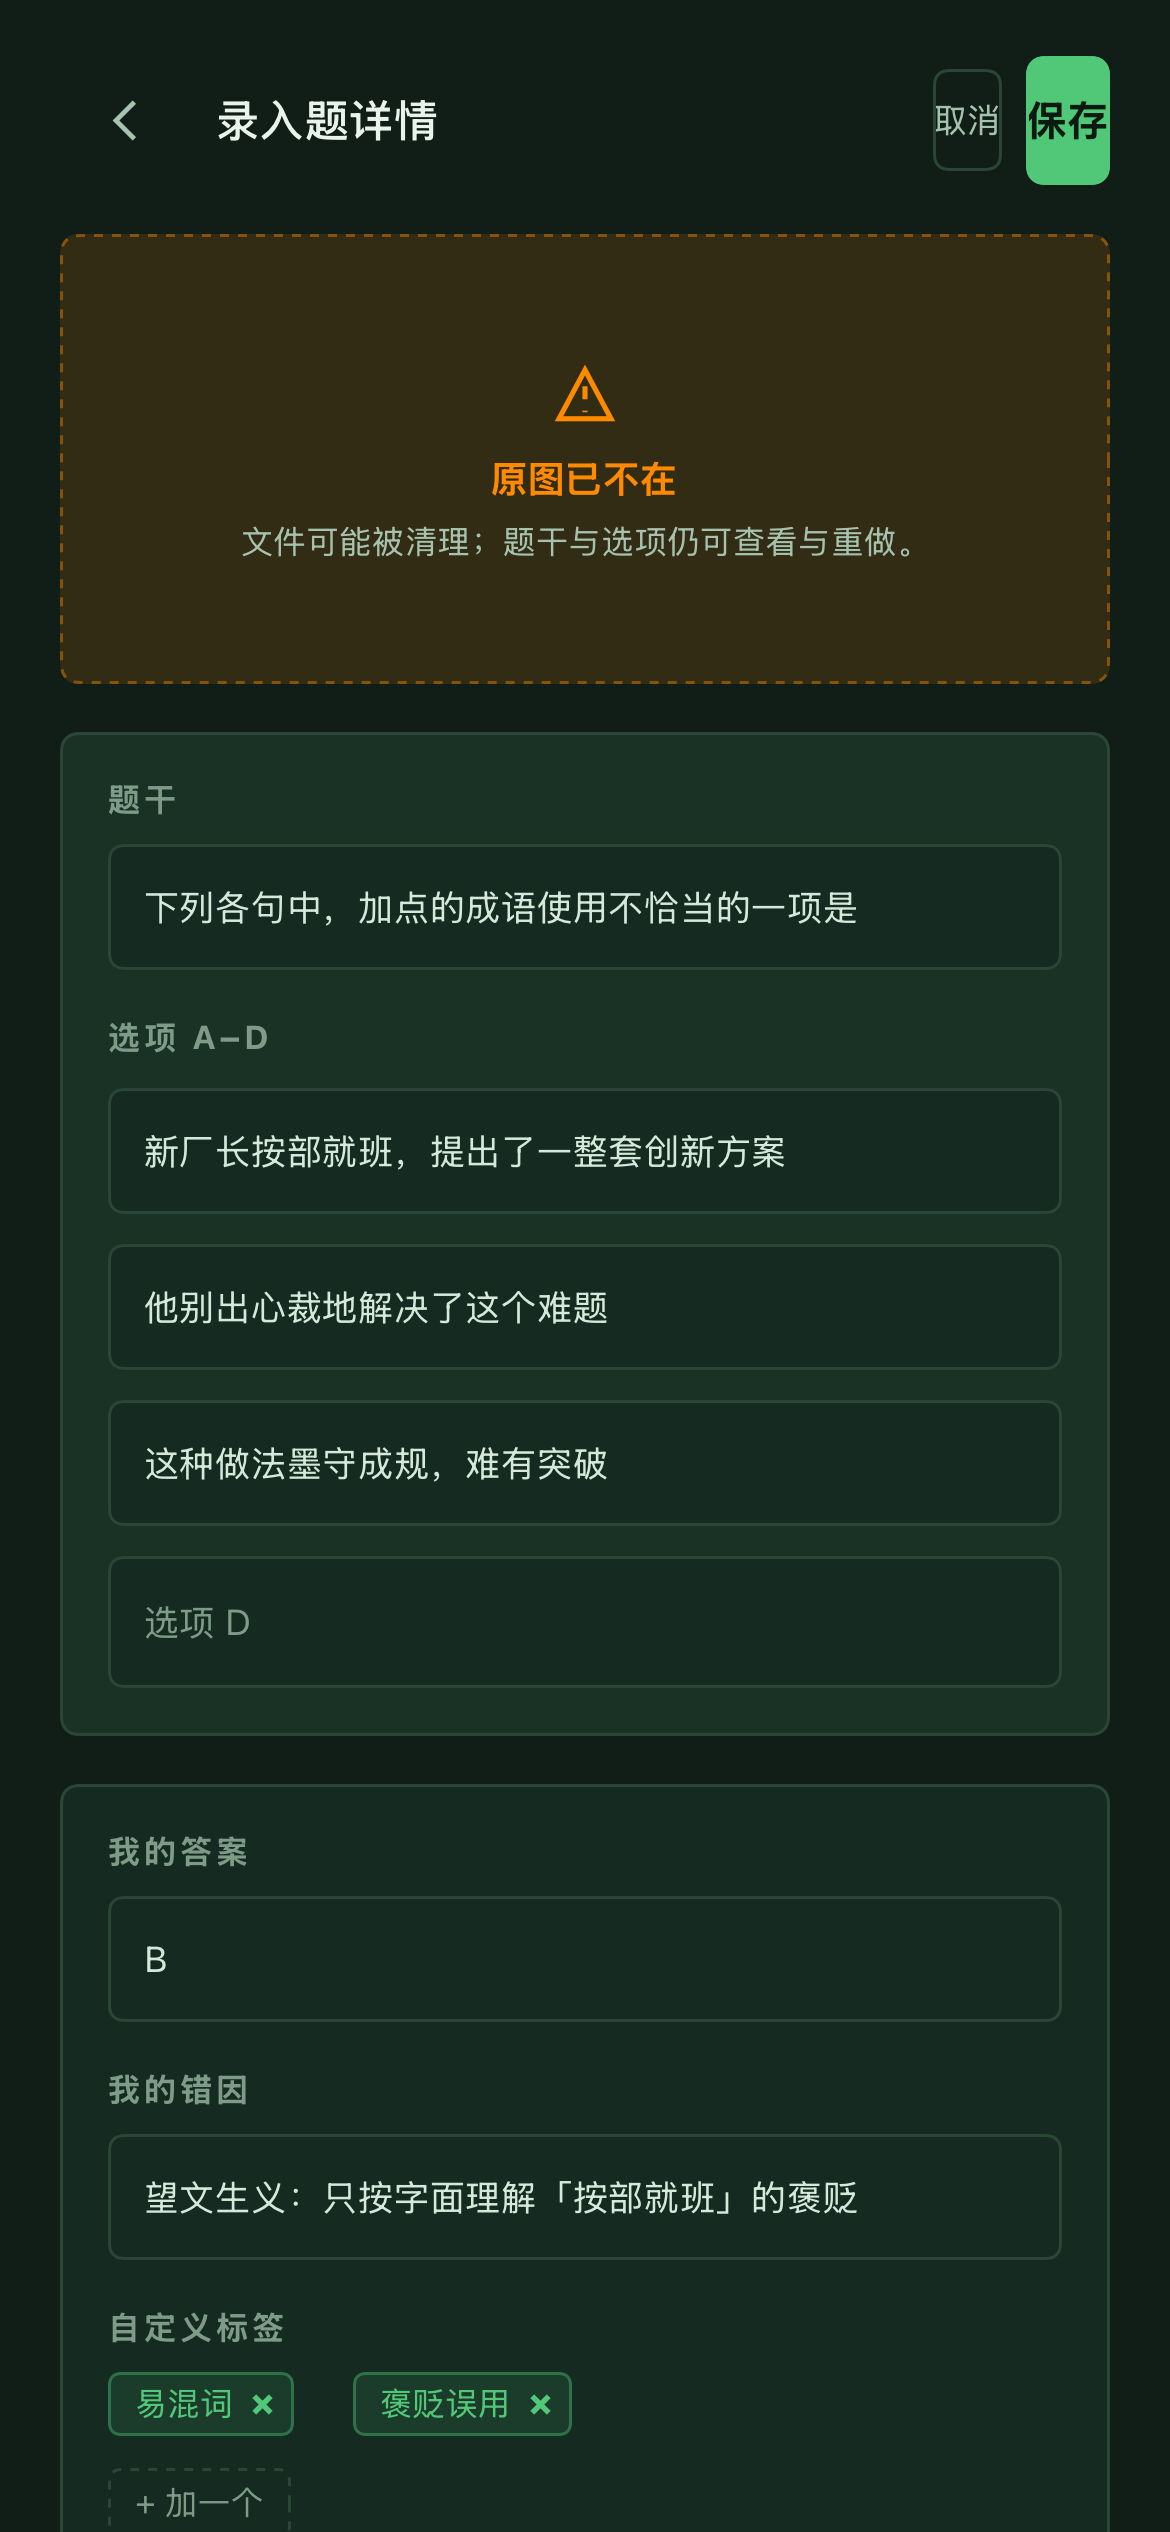 录入题详情
取消
保存
原图已不在
文件可能被清理；题干与选项仍可查看与重做。
题干
下列各句中，加点的成语使用不恰当的一项是
选项 A–D
新厂长按部就班，提出了一整套创新方案
他别出心裁地解决了这个难题
这种做法墨守成规，难有突破
选项 D
我的答案
B
我的错因
望文生义：只按字面理解「按部就班」的褒贬
自定义标签
易混词 ×
褒贬误用 ×
+ 加一个